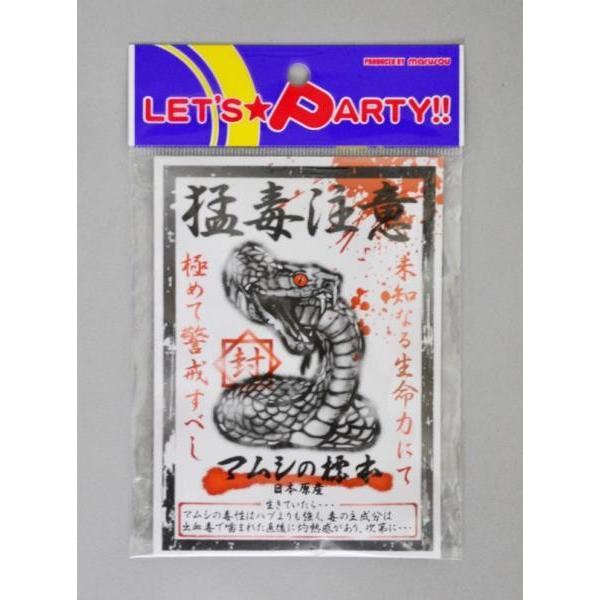 PRODUCED BY marusou
LET'S★PARTY!!
猛毒注意
未知なる生命力にて
極めて警戒すべし
封
マムシの標本
日本原産
生きていたら・・・
マムシの毒性はハブよりも強く、毒の主成分は
出血毒で噛まれた直後に灼熱感があり、次第に・・・